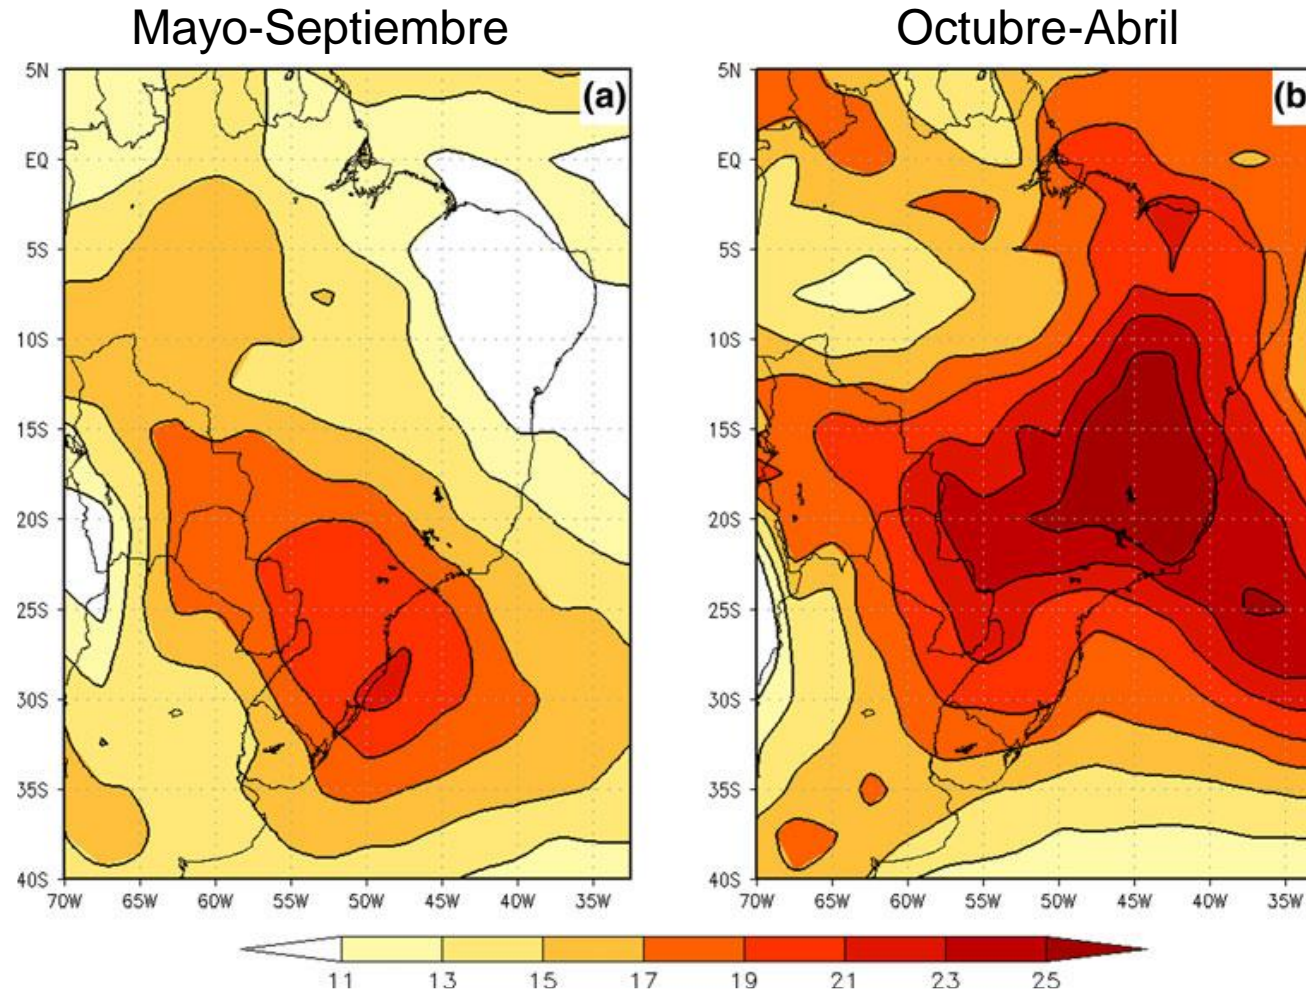 Mayo-Septiembre
Octubre-Abril
(a)
5N
EQ
5S
10S
15S
20S
25S
30S
35S
40S
70W 65W 60W 55W 50W 45W 40W 35W
(b
5N
EQ
5S
10S
15S
20S
25S
30S
35S
40S
70W 65W 60W 55W 50W 45W 40W 35W
11 13 15 17 19 21 23 25